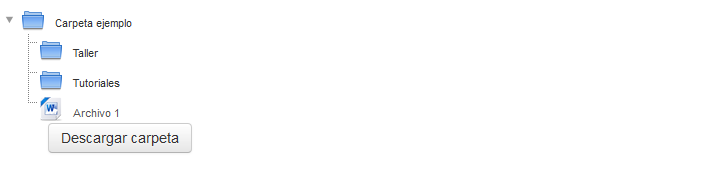 Carpeta ejemplo
Taller
Tutoriales
Archivo 1
Descargar carpeta